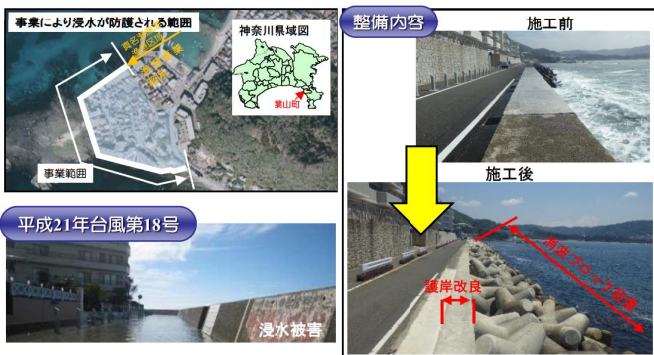 事業により浸水が防護される範囲
神奈川県域図
葉山町
事業範囲
平成21年台風第18号
浸水被害
整備内容
施工前
施工後
護岸改良
消波ブロック設置